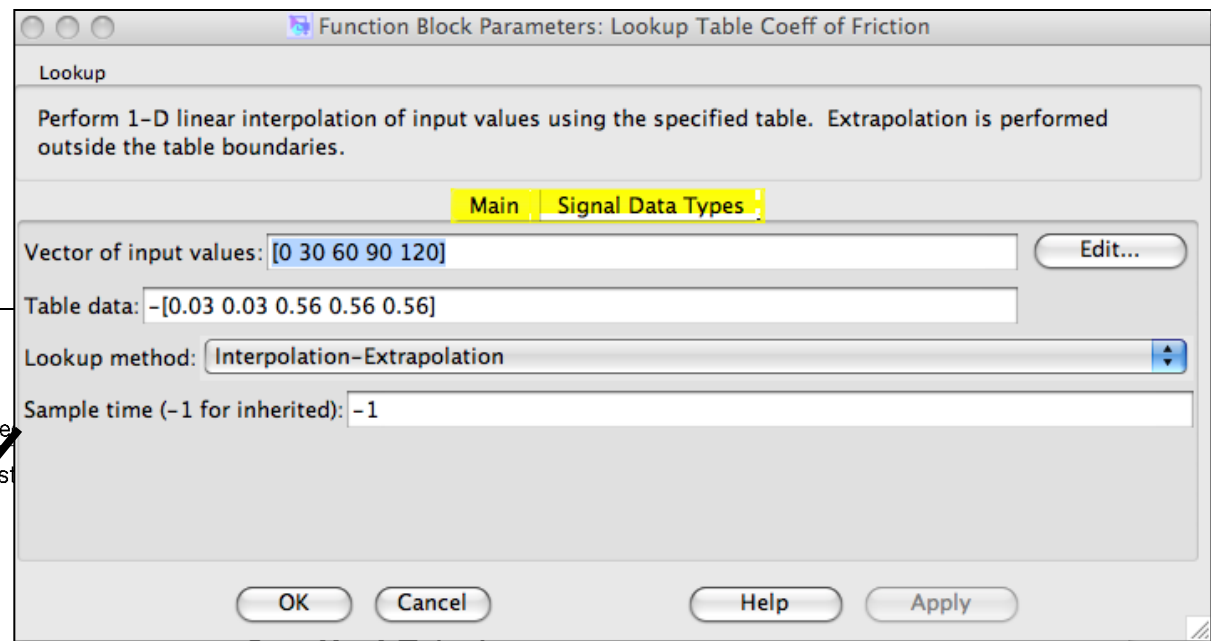 Function Block Parameters: Lookup Table Coeff of Friction
Lookup
Perform 1-D linear interpolation of input values using the specified table. Extrapolation is performed
outside the table boundaries.
Main Signal Data Types
Vector of input values: [0 30 60 90 120] Edit...
Table data: -[0.03 0.03 0.56 0.56 0.56]
Lookup method: Interpolation-Extrapolation
Sample time (-1 for inherited): -1
OK Cancel Help Apply